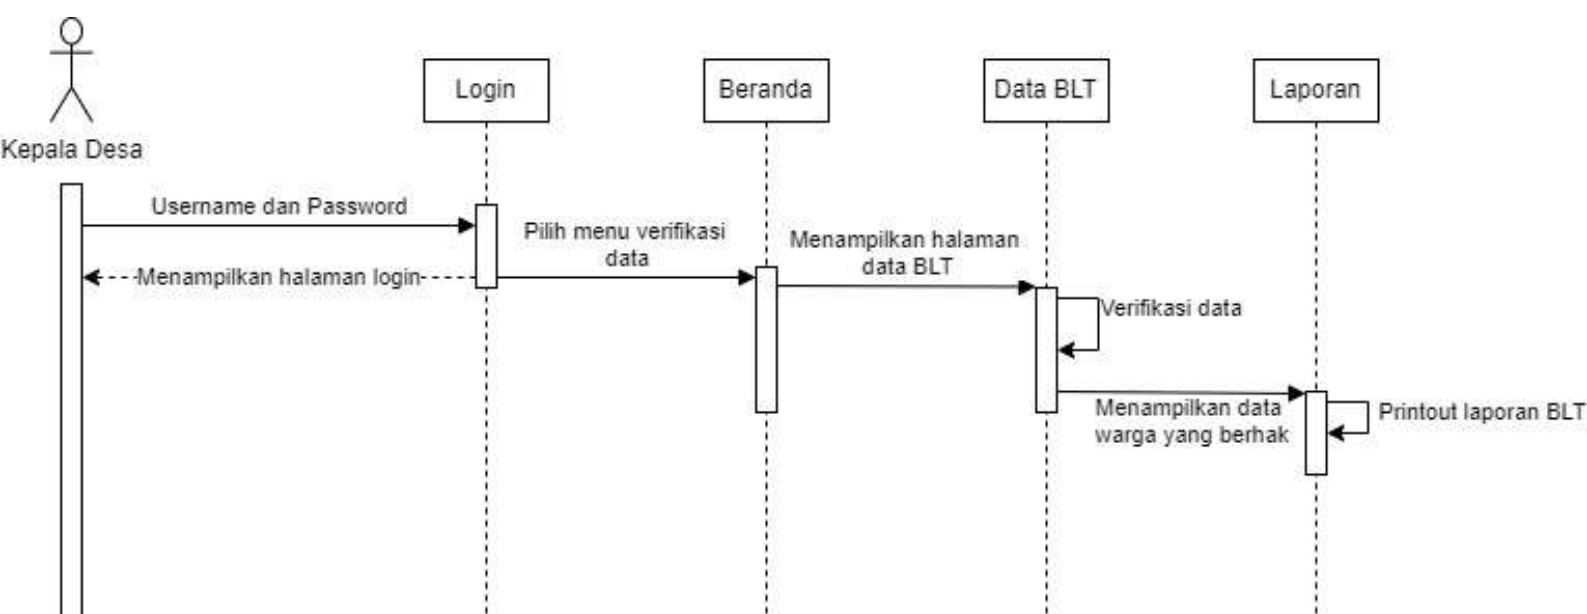 Login
Beranda
Data BLT
Laporan
Kepala Desa
Username dan Password
Pilih menu verifikasi
data
Menampilkan halaman
data BLT
Menampilkan halaman login
Verifikasi data
Menampilkan data
warga yang berhak
Printout laporan BLT